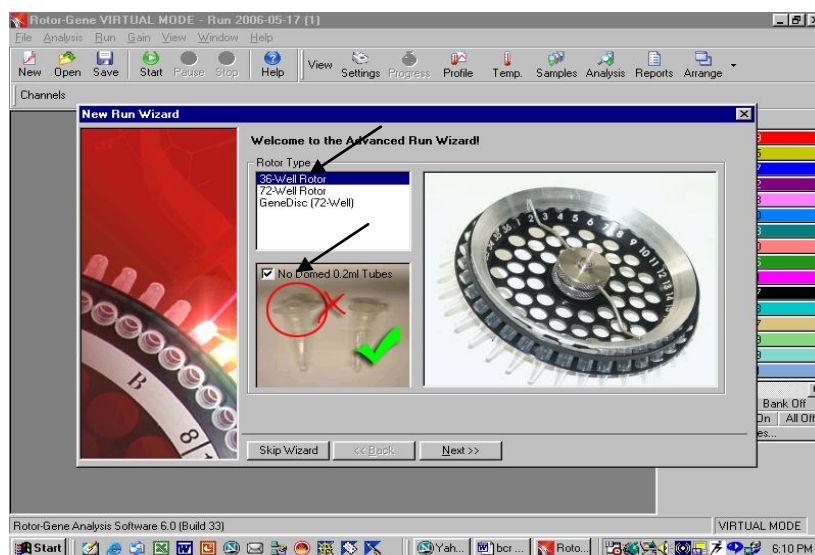 Rotor-Gene VIRTUAL MODE - Run 2006-05-17 (1)
File Analysis Run Gain View Window Help
New Open Save Start Pause Stop Help View Settings Progress Profile Temp. Samples Analysis Reports Arrange
Channels
New Run Wizard
Welcome to the Advanced Run Wizard!
Rotor Type
36-Well Rotor
72-Well Rotor
GeneDisc (72-Well)
No Domed 0.2ml Tubes
B
8
Bank Off
On All Off
es...
Skip Wizard << Back Next >>
Rotor-Gene Analysis Software 6.0 (Build 33) VIRTUAL MODE
Start Yah... bcr ... Roto... 6:10 PM